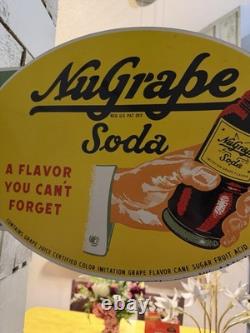 NuGrape
REG. U.S. PAT. OFF.
Soda
A FLAVOR
YOU CAN'T
FORGET
NuGrape
Soda
CONTAINS GRAPE JUICE CERTIFIED COLOR IMITATION GRAPE FLAVOR CANE SUGAR FRUIT ACID